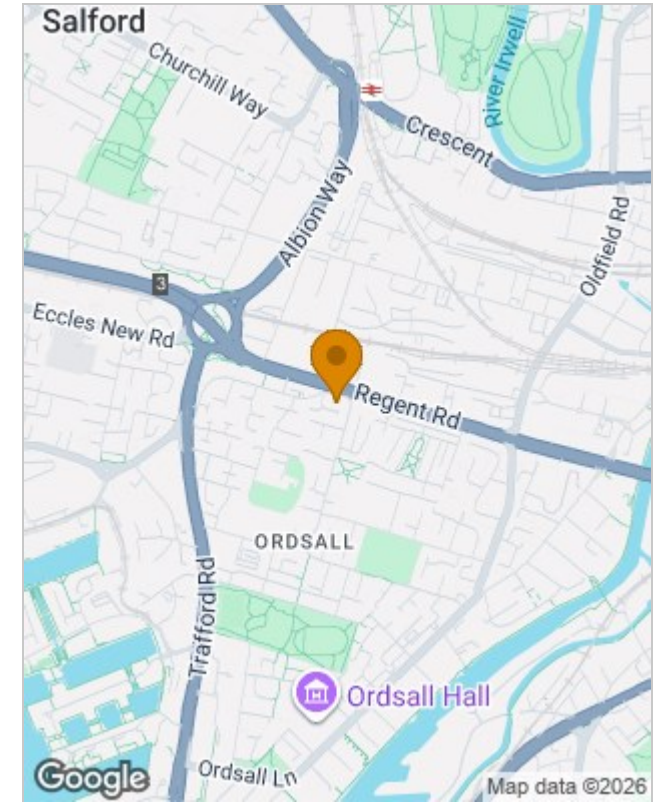 Salford
Churchill Way
River Irwell
Crescent
Albion Way
Oldfield Rd
3
Eccles New Rd
Regent Rd
ORDSALL
Trafford Rd
Ordsall Hall
Ordsall Ln
Google
Map data ©2026